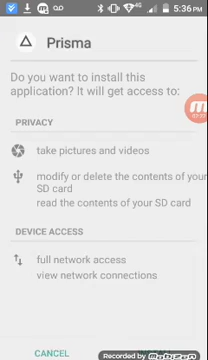 5:36 PM
Prisma
Do you want to install this
application? It will get access to:
PRIVACY
take pictures and videos
modify or delete the contents of your
SD card
read the contents of your SD card
DEVICE ACCESS
full network access
view network connections
CANCEL
Recorded by Mobizen